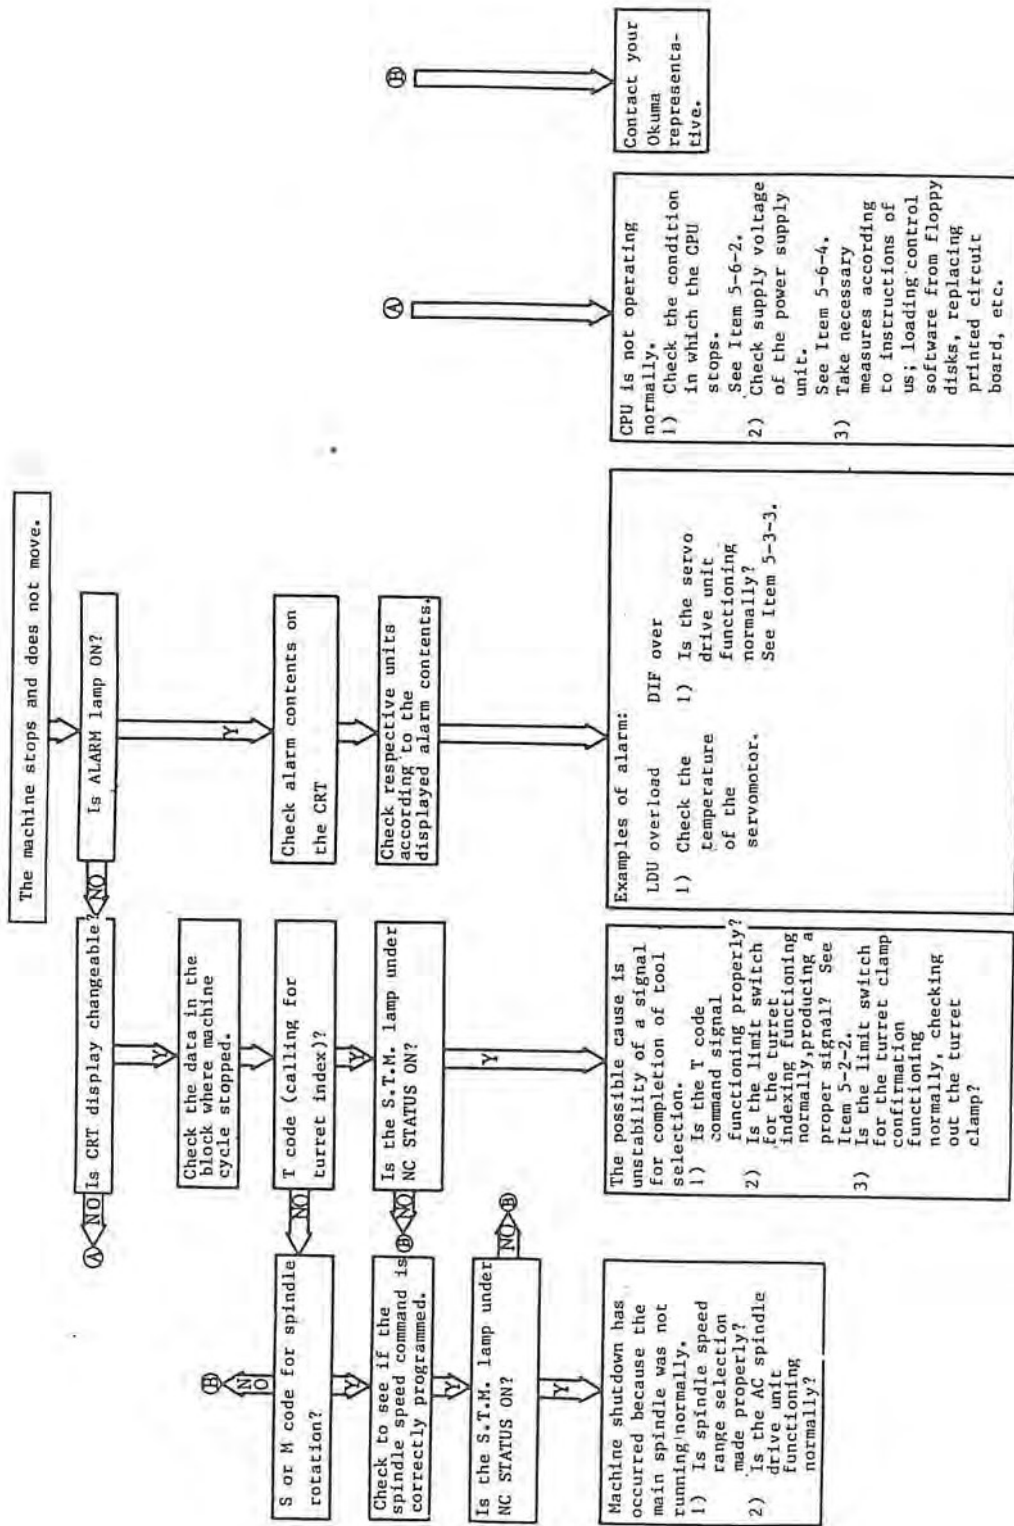 The machine stops and does not move.
Is ALARM lamp ON?
NO
Y
Is CRT display changeable?
NO
Ⓐ
Y
Check alarm contents on
the CRT
Check respective units
according to the
displayed alarm contents.
Examples of alarm:
LDU overload
1) Check the
temperature
of the
servomotor.
DIF over
1) Is the servo
drive unit
functioning
normally?
See Item 5-3-3.
Check the data in the
block where machine
cycle stopped.
T code (calling for
turret index)?
NO
Y
Is the S.T.M. lamp under
NC STATUS ON?
NO
Ⓑ
Y
The possible cause is
unstability of a signal
for completion of tool
selection.
1) Is the T code
command signal
functioning properly?
2) Is the limit switch
for the turret
indexing functioning
normally, producing a
proper signal? See
Item 5-2-2.
3) Is the limit switch
for the turret clamp
confirmation
functioning
normally, checking
out the turret
clamp?
S or M code for spindle
rotation?
NO
Ⓑ
Y
Check to see if the
spindle speed command is
correctly programmed.
Y
Is the S.T.M. lamp under
NC STATUS ON?
NO
Ⓑ
Y
Machine shutdown has
occurred because the
main spindle was not
running normally.
1) Is spindle speed
range selection
made properly?
2) Is the AC spindle
drive unit
functioning
normally?
Ⓐ
CPU is not operating
normally.
1) Check the condition
in which the CPU
stops.
See Item 5-6-2.
2) Check supply voltage
of the power supply
unit.
See Item 5-6-4.
3) Take necessary
measures according
to instructions of
us; loading control
software from floppy
disks, replacing
printed circuit
board, etc.
Ⓑ
Contact your
Okuma
representa-
tive.